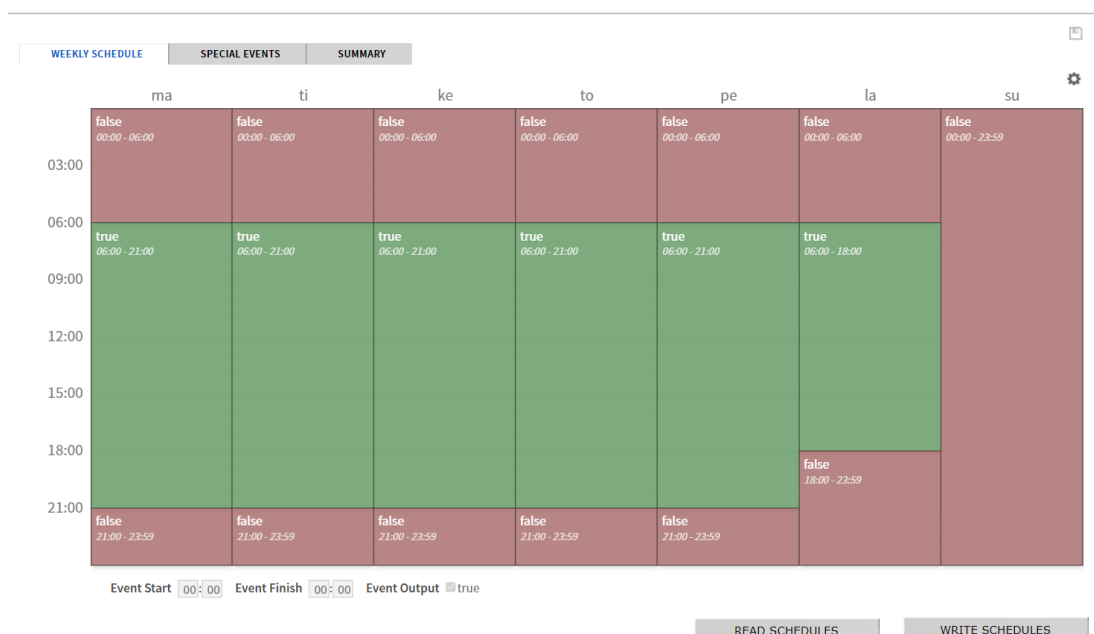 WEEKLY SCHEDULE SPECIAL EVENTS SUMMARY
ma ti ke to pe la su
false false false false false false false
00:00 - 06:00 00:00 - 06:00 00:00 - 06:00 00:00 - 06:00 00:00 - 06:00 00:00 - 06:00 00:00 - 23:59
03:00
06:00
true true true true true true
06:00 - 21:00 06:00 - 21:00 06:00 - 21:00 06:00 - 21:00 06:00 - 21:00 06:00 - 18:00
09:00
12:00
15:00
18:00
false
18:00 - 23:59
21:00
false false false false false
21:00 - 23:59 21:00 - 23:59 21:00 - 23:59 21:00 - 23:59 21:00 - 23:59
Event Start 00: 00 Event Finish 00: 00 Event Output true
READ SCHEDULES WRITE SCHEDULES